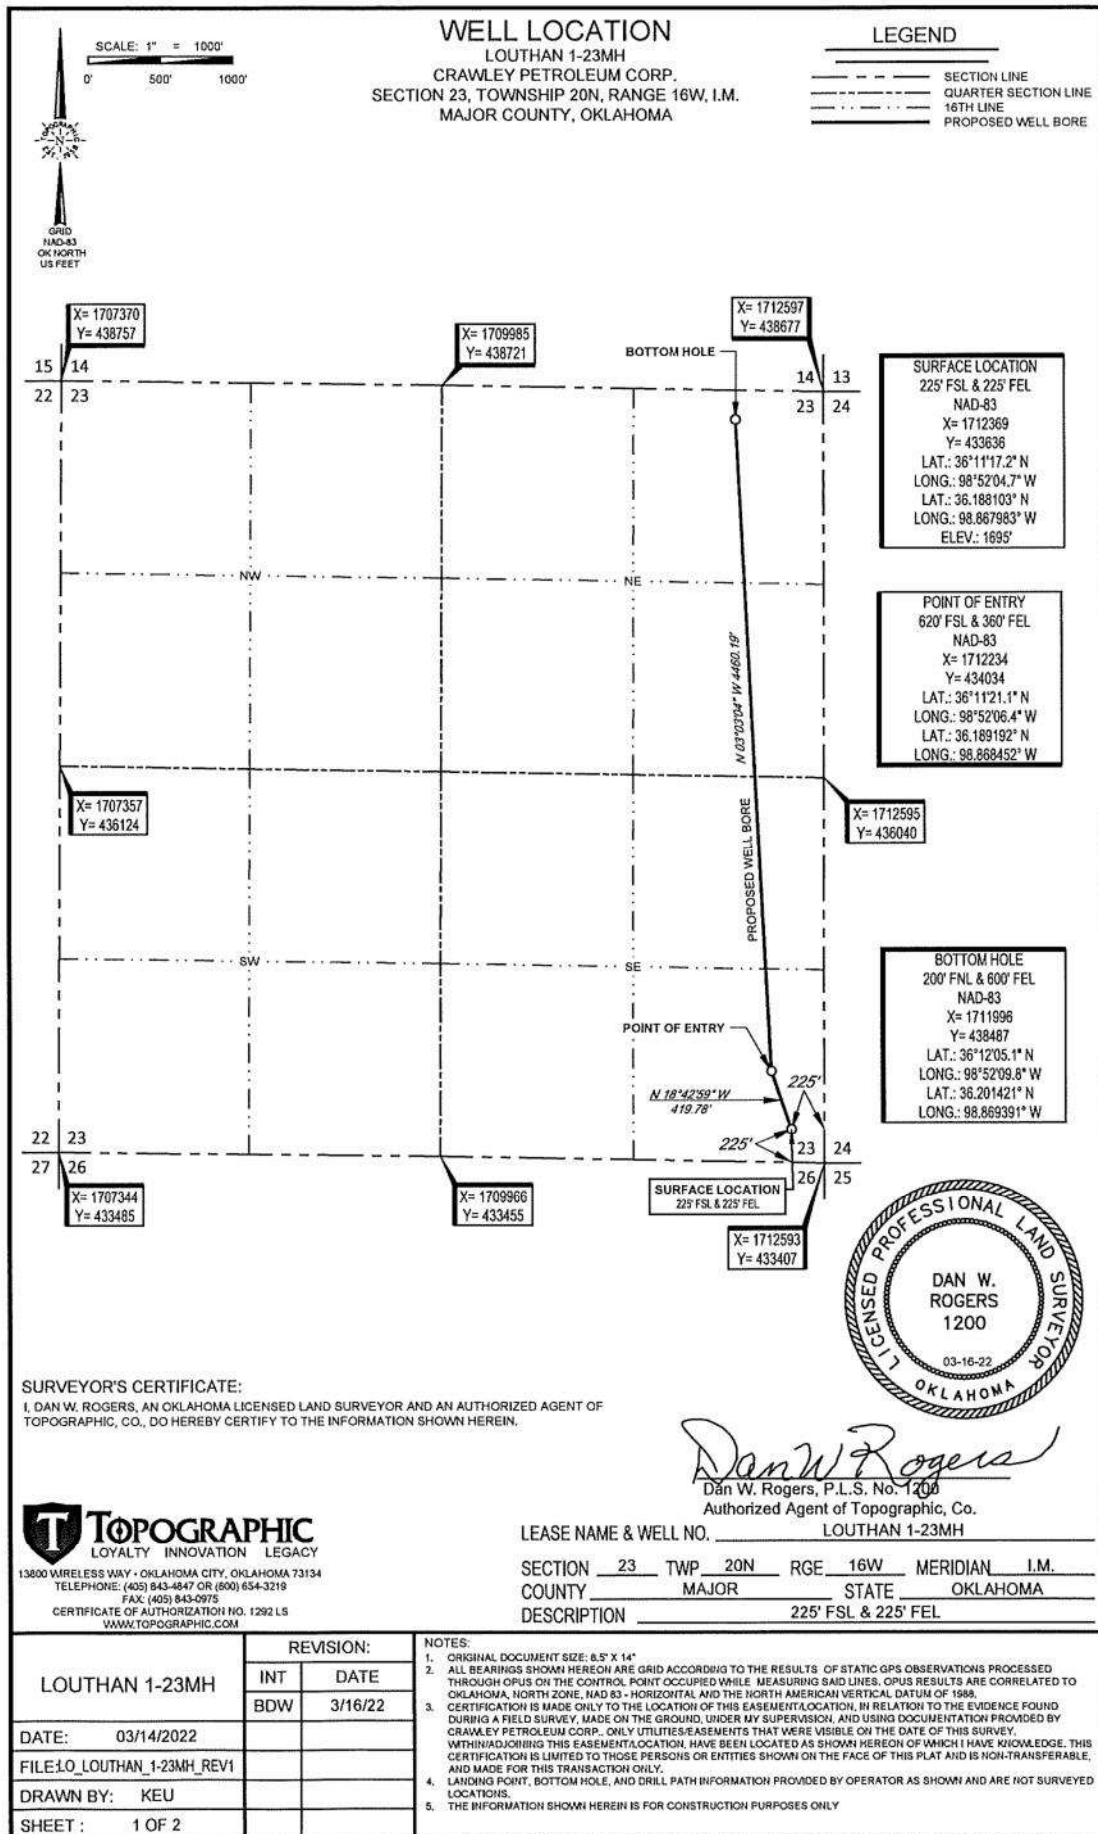 WELL LOCATION
LOUTHAN 1-23MH
CRAWLEY PETROLEUM CORP.
SECTION 23, TOWNSHIP 20N, RANGE 16W, I.M.
MAJOR COUNTY, OKLAHOMA
SCALE: 1" = 1000'
0' 500' 1000'
N
GRID
NAD-83
OK NORTH
US FEET
LEGEND
SECTION LINE
QUARTER SECTION LINE
16TH LINE
PROPOSED WELL BORE
X= 1707370
Y= 438757
X= 1709985
Y= 438721
X= 1712597
Y= 438677
BOTTOM HOLE
15 14
22 23
14 13
23 24
SURFACE LOCATION
225' FSL & 225' FEL
NAD-83
X= 1712369
Y= 433636
LAT.: 36°11'17.2" N
LONG.: 98°52'04.7" W
LAT.: 36.188103° N
LONG.: 98.867983° W
ELEV.: 1695'
NW
NE
POINT OF ENTRY
620' FSL & 360' FEL
NAD-83
X= 1712234
Y= 434034
LAT.: 36°11'21.1" N
LONG.: 98°52'06.4" W
LAT.: 36.189192° N
LONG.: 98.868452° W
N 03°03'04" W 4460.19'
PROPOSED WELL BORE
X= 1707357
Y= 436124
X= 1712595
Y= 436040
SW
SE
BOTTOM HOLE
200' FNL & 600' FEL
NAD-83
X= 1711996
Y= 438487
LAT.: 36°12'05.1" N
LONG.: 98°52'09.8" W
LAT.: 36.201421° N
LONG.: 98.869391° W
POINT OF ENTRY
N 18°42'59" W
419.78'
225'
225'
22 23
27 26
23 24
26 25
SURFACE LOCATION
225' FSL & 225' FEL
X= 1707344
Y= 433485
X= 1709966
Y= 433455
X= 1712593
Y= 433407
LICENSED PROFESSIONAL LAND SURVEYOR
DAN W.
ROGERS
1200
03-16-22
OKLAHOMA
SURVEYOR'S CERTIFICATE:
I, DAN W. ROGERS, AN OKLAHOMA LICENSED LAND SURVEYOR AND AN AUTHORIZED AGENT OF
TOPOGRAPHIC, CO., DO HEREBY CERTIFY TO THE INFORMATION SHOWN HEREIN.
Dan W Rogers
Dan W. Rogers, P.L.S. No. 1200
Authorized Agent of Topographic, Co.
TOPOGRAPHIC
LOYALTY INNOVATION LEGACY
13800 WIRELESS WAY • OKLAHOMA CITY, OKLAHOMA 73134
TELEPHONE: (405) 843-4847 OR (800) 654-3219
FAX: (405) 843-0975
CERTIFICATE OF AUTHORIZATION NO. 1292 LS
WWW.TOPOGRAPHIC.COM
LEASE NAME & WELL NO. LOUTHAN 1-23MH
SECTION 23 TWP 20N RGE 16W MERIDIAN I.M.
COUNTY MAJOR STATE OKLAHOMA
DESCRIPTION 225' FSL & 225' FEL
LOUTHAN 1-23MH
REVISION:
INT DATE
BDW 3/16/22
DATE: 03/14/2022
FILE:LO_LOUTHAN_1-23MH_REV1
DRAWN BY: KEU
SHEET : 1 OF 2
NOTES:
1. ORIGINAL DOCUMENT SIZE: 8.5" X 14"
2. ALL BEARINGS SHOWN HEREON ARE GRID ACCORDING TO THE RESULTS OF STATIC GPS OBSERVATIONS PROCESSED
THROUGH OPUS ON THE CONTROL POINT OCCUPIED WHILE MEASURING SAID LINES. OPUS RESULTS ARE CORRELATED TO
OKLAHOMA, NORTH ZONE, NAD 83 - HORIZONTAL AND THE NORTH AMERICAN VERTICAL DATUM OF 1988.
3. CERTIFICATION IS MADE ONLY TO THE LOCATION OF THIS EASEMENT/LOCATION, IN RELATION TO THE EVIDENCE FOUND
DURING A FIELD SURVEY, MADE ON THE GROUND, UNDER MY SUPERVISION, AND USING DOCUMENTATION PROVIDED BY
CRAWLEY PETROLEUM CORP.. ONLY UTILITIES/EASEMENTS THAT WERE VISIBLE ON THE DATE OF THIS SURVEY,
WITHIN/ADJOINING THIS EASEMENT/LOCATION, HAVE BEEN LOCATED AS SHOWN HEREON OF WHICH I HAVE KNOWLEDGE. THIS
CERTIFICATION IS LIMITED TO THOSE PERSONS OR ENTITIES SHOWN ON THE FACE OF THIS PLAT AND IS NON-TRANSFERABLE,
AND MADE FOR THIS TRANSACTION ONLY.
4. LANDING POINT, BOTTOM HOLE, AND DRILL PATH INFORMATION PROVIDED BY OPERATOR AS SHOWN AND ARE NOT SURVEYED
LOCATIONS.
5. THE INFORMATION SHOWN HEREIN IS FOR CONSTRUCTION PURPOSES ONLY